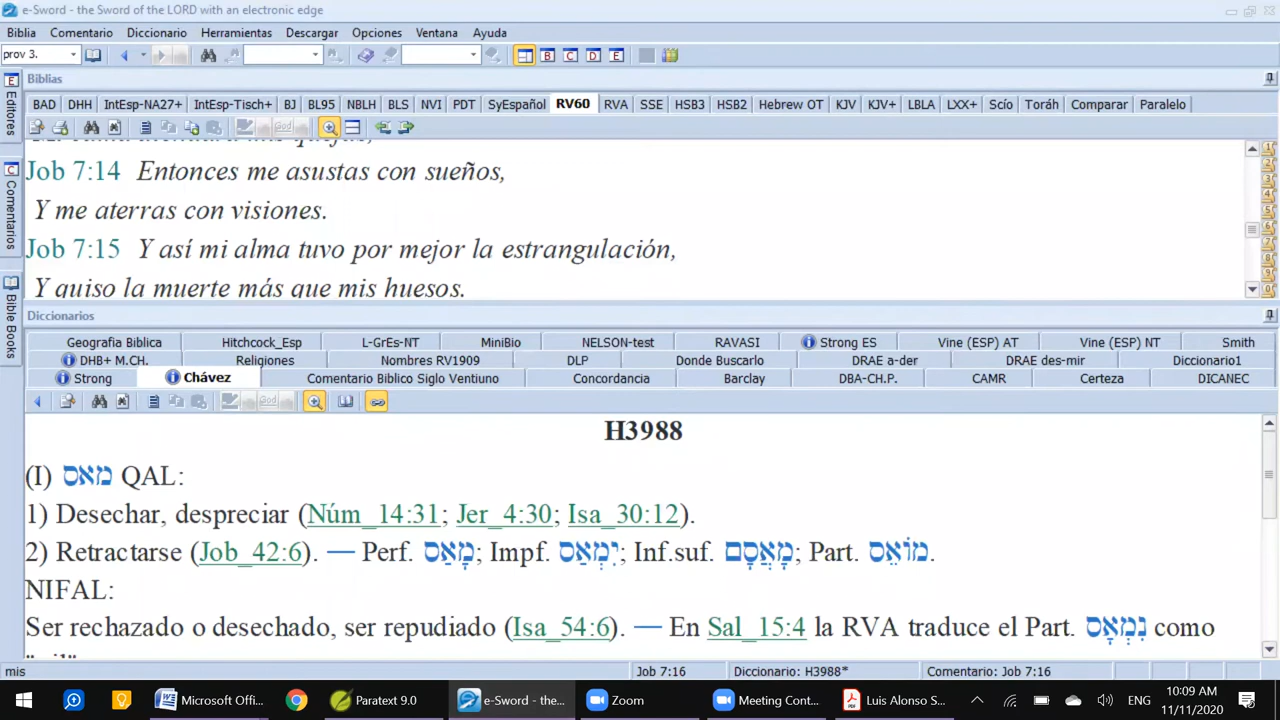 e-Sword - the Sword of the LORD with an electronic edge
Biblia Comentario Diccionario Herramientas Descargar Opciones Ventana Ayuda
prov 3. B C D E
Biblias
E Editores
C Comentarios
Bible Books
BAD DHH IntEsp-NA27+ IntEsp-Tisch+ BJ BL95 NBLH BLS NVI PDT SyEspañol RV60 RVA SSE HSB3 HSB2 Hebrew OT KJV KJV+ LBLA LXX+ Scío Toráh Comparar Paralelo
God
Job 7:14 Entonces me asustas con sueños,
Y me aterras con visiones.
Job 7:15 Y así mi alma tuvo por mejor la estrangulación,
Y quiso la muerte más que mis huesos.
Diccionarios
Geografia Biblica Hitchcock_Esp L-GrEs-NT MiniBio NELSON-test RAVASI Strong ES Vine (ESP) AT Vine (ESP) NT Smith
DHB+ M.CH. Religiones Nombres RV1909 DLP Donde Buscarlo DRAE a-der DRAE des-mir Diccionario1
Strong Chávez Comentario Biblico Siglo Ventiuno Concordancia Barclay DBA-CH.P. CAMR Certeza DICANEC
God
H3988
(I) מאס QAL:
1) Desechar, despreciar (Núm_14:31; Jer_4:30; Isa_30:12).
2) Retractarse (Job_42:6). — Perf. מָאַס; Impf. יִמְאַס; Inf.suf. מָאֳסָם; Part. מוֹאֵס.
NIFAL:
Ser rechazado o desechado, ser repudiado (Isa_54:6). — En Sal_15:4 la RVA traduce el Part. נִמְאָס como
mis Job 7:16 Diccionario: H3988* Comentario: Job 7:16
Microsoft Offi... Paratext 9.0 e-Sword - the... Zoom Meeting Cont... Luis Alonso S... ENG 10:09 AM
11/11/2020